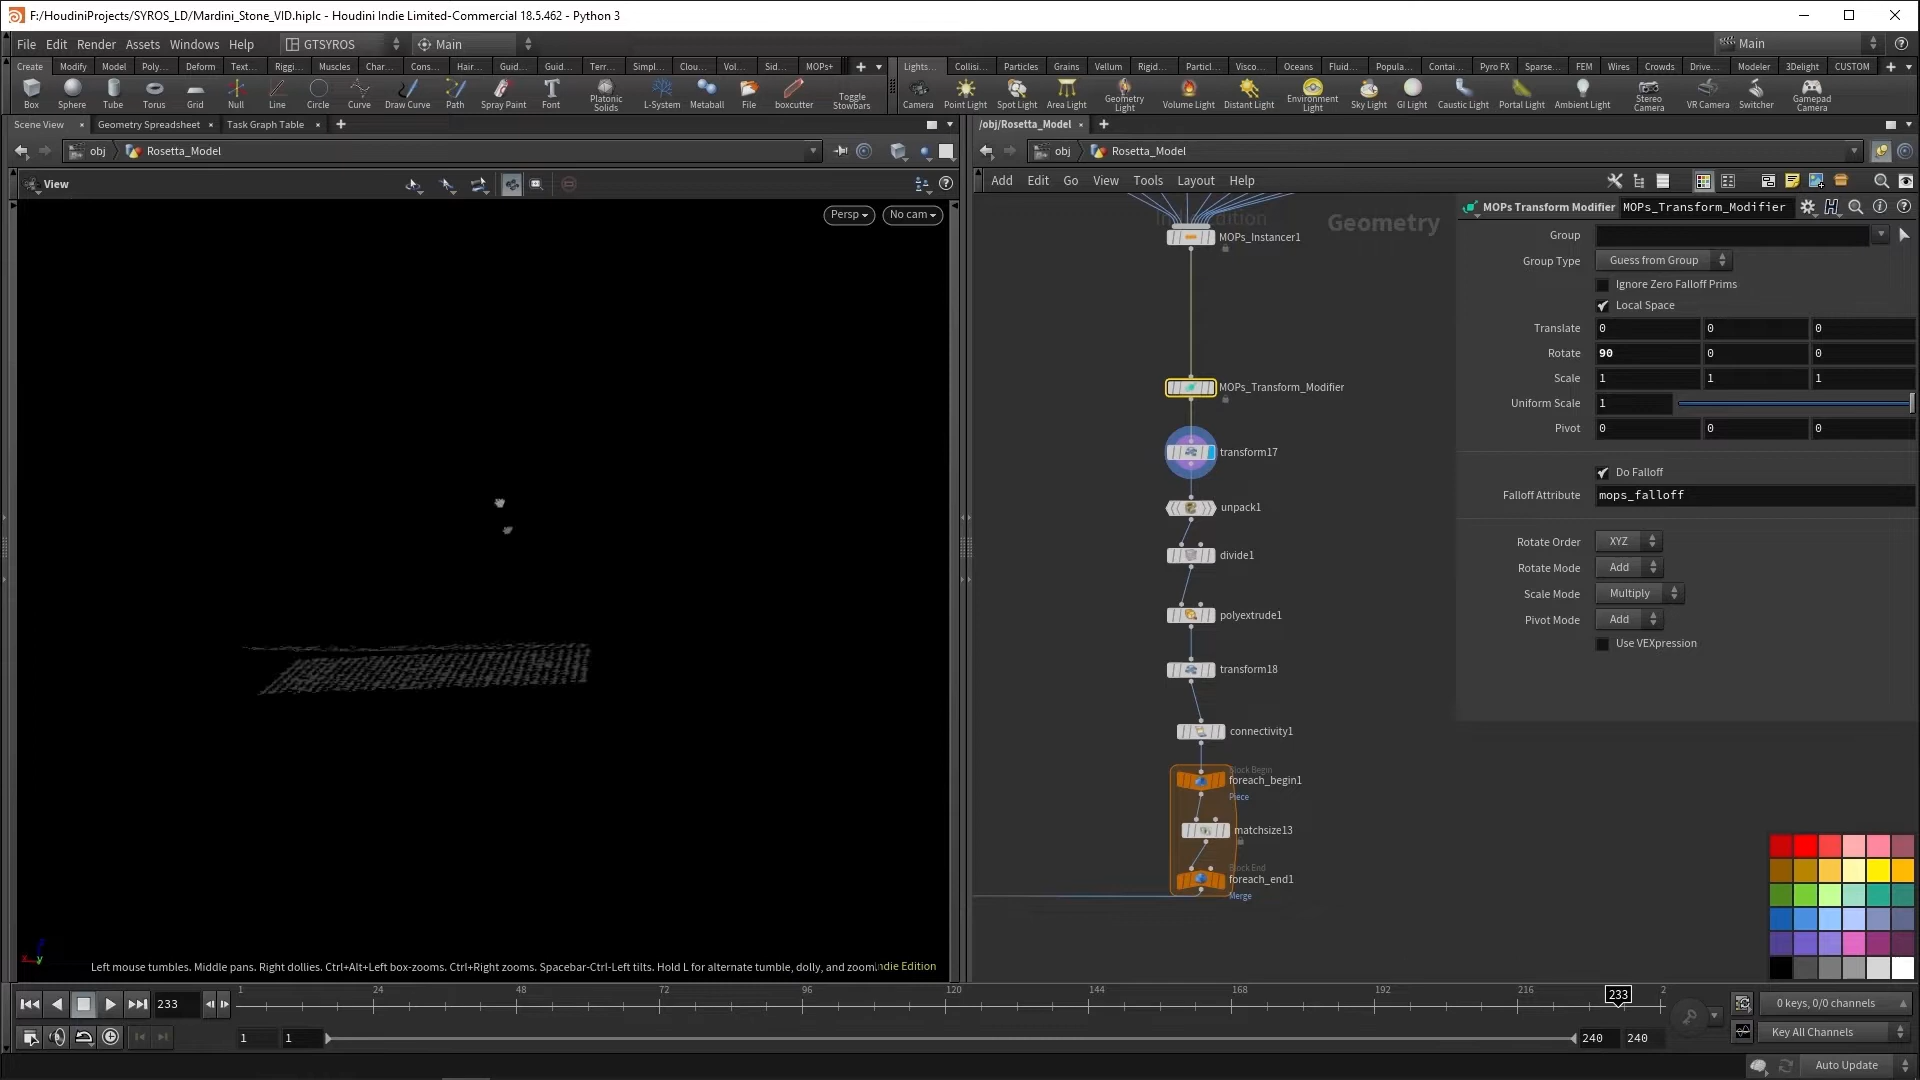 F:/HoudiniProjects/SYROS_LD/Mardini_Stone_VID.hiplc - Houdini Indie Limited-Commercial 18.5.462 - Python 3
File Edit Render Assets Windows Help GTSYROS Main Main
Create Modify Model Poly... Deform Text... Riggi... Muscles Char... Cons... Hair... Guid... Guid... Terr... Simpl... Clou... Vol... Sid... MOPs+
Lights... Collisi... Particles Grains Vellum Rigid... Particl... Visco... Oceans Fluid... Popula... Contai... Pyro FX Sparse... FEM Wires Crowds Drive... Modeler 3Delight CUSTOM
Box Sphere Tube Torus Grid Null Line Circle Curve Draw Curve Path Spray Paint Font Platonic Solids L-System Metaball File boxcutter Toggle Stowbars
Camera Point Light Spot Light Area Light Geometry Light Volume Light Distant Light Environment Light Sky Light GI Light Caustic Light Portal Light Ambient Light Stereo Camera VR Camera Switcher Gamepad Camera
Scene View Geometry Spreadsheet Task Graph Table
/obj/Rosetta_Model
obj Rosetta_Model
obj Rosetta_Model
View
Add Edit Go View Tools Layout Help
Persp No cam
Geometry
MOPs_Instancer1
MOPs_Transform_Modifier
transform17
unpack1
divide1
polyextrude1
transform18
connectivity1
Block Begin
foreach_begin1
Piece
matchsize13
Block End
foreach_end1
Merge
MOPs Transform Modifier MOPs_Transform_Modifier
Group
Group Type Guess from Group
Ignore Zero Falloff Prims
Local Space
Translate 0 0 0
Rotate 90 0 0
Scale 1 1 1
Uniform Scale 1
Pivot 0 0 0
Do Falloff
Falloff Attribute mops_falloff
Rotate Order XYZ
Rotate Mode Add
Scale Mode Multiply
Pivot Mode Add
Use VEXpression
Left mouse tumbles. Middle pans. Right dollies. Ctrl+Alt+Left box-zooms. Ctrl+Right zooms. Spacebar-Ctrl-Left tilts. Hold L for alternate tumble, dolly, and zoom.
Indie Edition
233 1 24 48 72 96 120 144 168 192 216 233 2
0 keys, 0/0 channels
1 1 240 240
Key All Channels
Auto Update